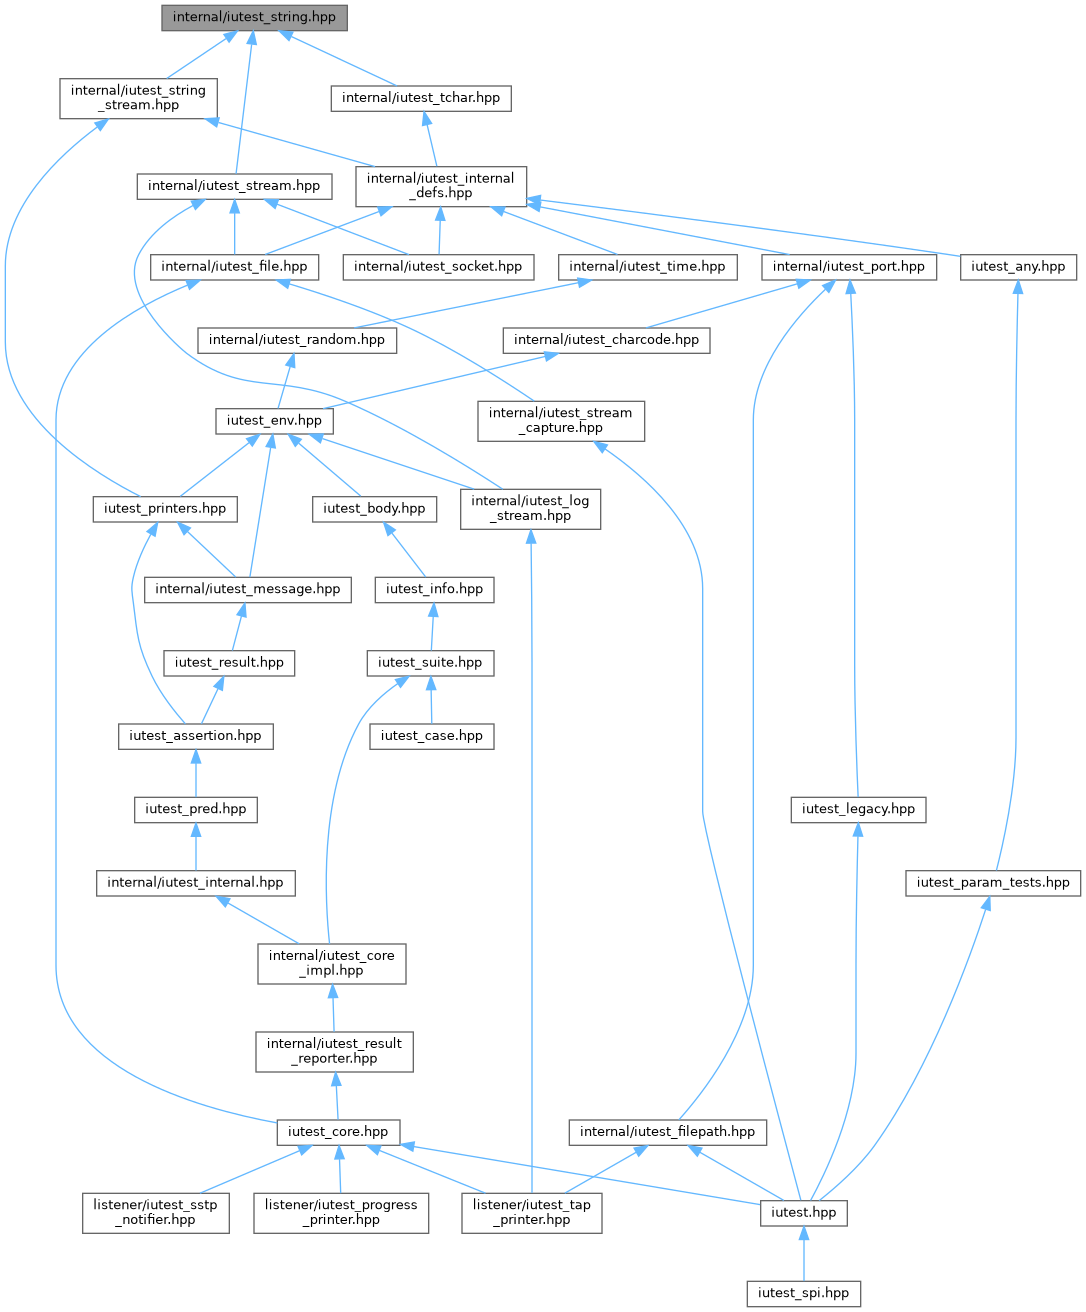 internal/iutest_string.hpp
internal/iutest_string
_stream.hpp
internal/iutest_tchar.hpp
internal/iutest_stream.hpp
internal/iutest_internal
_defs.hpp
internal/iutest_file.hpp
internal/iutest_socket.hpp
internal/iutest_time.hpp
internal/iutest_port.hpp
iutest_any.hpp
internal/iutest_random.hpp
internal/iutest_charcode.hpp
iutest_env.hpp
internal/iutest_stream
_capture.hpp
iutest_printers.hpp
iutest_body.hpp
internal/iutest_log
_stream.hpp
internal/iutest_message.hpp
iutest_info.hpp
iutest_result.hpp
iutest_suite.hpp
iutest_assertion.hpp
iutest_case.hpp
iutest_pred.hpp
iutest_legacy.hpp
internal/iutest_internal.hpp
iutest_param_tests.hpp
internal/iutest_core
_impl.hpp
internal/iutest_result
_reporter.hpp
iutest_core.hpp
internal/iutest_filepath.hpp
listener/iutest_sstp
_notifier.hpp
listener/iutest_progress
_printer.hpp
listener/iutest_tap
_printer.hpp
iutest.hpp
iutest_spi.hpp